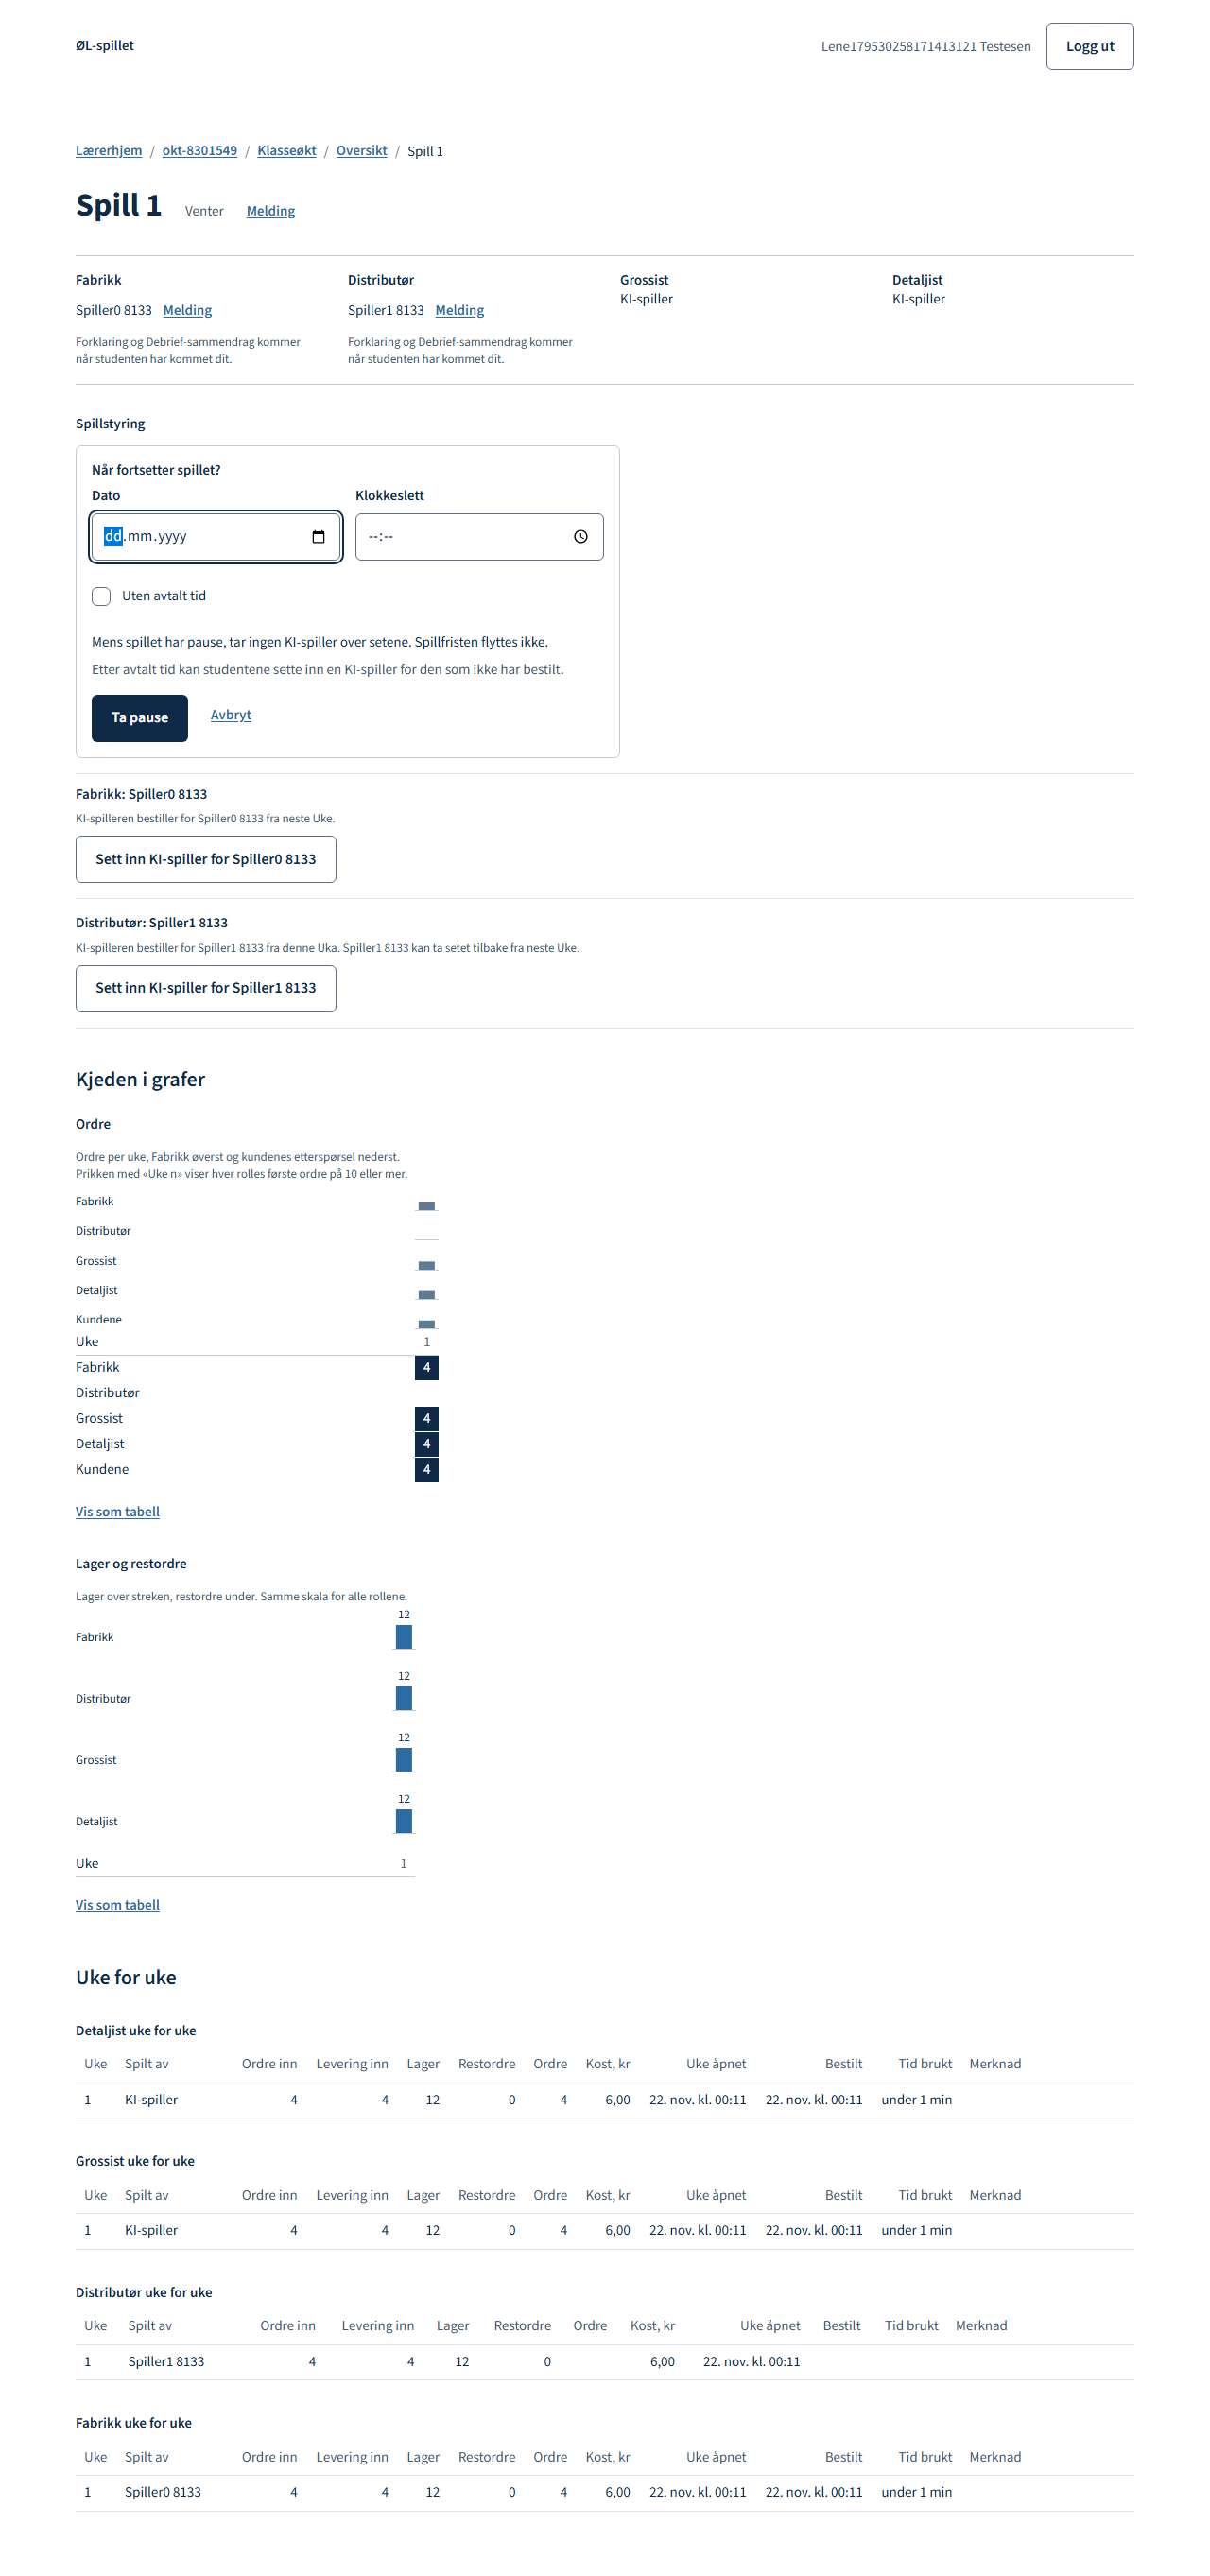 ØL-spillet
Lene179530258171413121 Testesen
Logg ut
Lærerhjem / okt-8301549 / Klasseøkt / Oversikt / Spill 1
Spill 1 Venter Melding
Fabrikk
Spiller0 8133 Melding
Forklaring og Debrief-sammendrag kommer
når studenten har kommet dit.
Distributør
Spiller1 8133 Melding
Forklaring og Debrief-sammendrag kommer
når studenten har kommet dit.
Grossist
KI-spiller
Detaljist
KI-spiller
Spillstyring
Når fortsetter spillet?
Dato
dd.mm.yyyy
Klokkeslett
--:--
Uten avtalt tid
Mens spillet har pause, tar ingen KI-spiller over setene. Spillfristen flyttes ikke.
Etter avtalt tid kan studentene sette inn en KI-spiller for den som ikke har bestilt.
Ta pause Avbryt
Fabrikk: Spiller0 8133
KI-spilleren bestiller for Spiller0 8133 fra neste Uke.
Sett inn KI-spiller for Spiller0 8133
Distributør: Spiller1 8133
KI-spilleren bestiller for Spiller1 8133 fra denne Uka. Spiller1 8133 kan ta setet tilbake fra neste Uke.
Sett inn KI-spiller for Spiller1 8133
Kjeden i grafer
Ordre
Ordre per uke, Fabrikk øverst og kundenes etterspørsel nederst.
Prikken med «Uke n» viser hver rolles første ordre på 10 eller mer.
Fabrikk
Distributør
Grossist
Detaljist
Kundene
Uke 1
Fabrikk 4
Distributør
Grossist 4
Detaljist 4
Kundene 4
Vis som tabell
Lager og restordre
Lager over streken, restordre under. Samme skala for alle rollene.
12
Fabrikk
12
Distributør
12
Grossist
12
Detaljist
Uke 1
Vis som tabell
Uke for uke
Detaljist uke for uke
Uke Spilt av Ordre inn Levering inn Lager Restordre Ordre Kost, kr Uke åpnet Bestilt Tid brukt Merknad
1 KI-spiller 4 4 12 0 4 6,00 22. nov. kl. 00:11 22. nov. kl. 00:11 under 1 min
Grossist uke for uke
Uke Spilt av Ordre inn Levering inn Lager Restordre Ordre Kost, kr Uke åpnet Bestilt Tid brukt Merknad
1 KI-spiller 4 4 12 0 4 6,00 22. nov. kl. 00:11 22. nov. kl. 00:11 under 1 min
Distributør uke for uke
Uke Spilt av Ordre inn Levering inn Lager Restordre Ordre Kost, kr Uke åpnet Bestilt Tid brukt Merknad
1 Spiller1 8133 4 4 12 0 6,00 22. nov. kl. 00:11
Fabrikk uke for uke
Uke Spilt av Ordre inn Levering inn Lager Restordre Ordre Kost, kr Uke åpnet Bestilt Tid brukt Merknad
1 Spiller0 8133 4 4 12 0 4 6,00 22. nov. kl. 00:11 22. nov. kl. 00:11 under 1 min